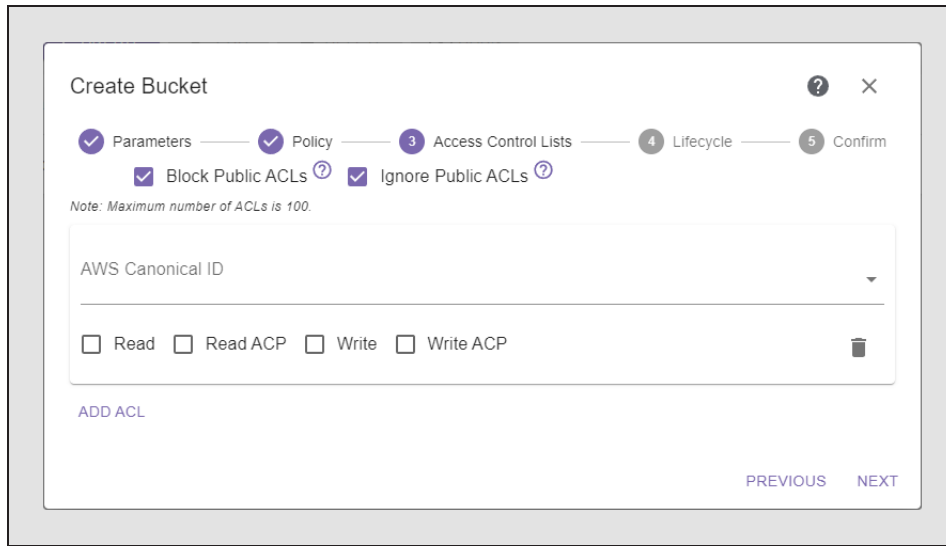 Create Bucket
Parameters Policy 3 Access Control Lists 4 Lifecycle 5 Confirm
Block Public ACLs ? Ignore Public ACLs ?
Note: Maximum number of ACLs is 100.
AWS Canonical ID
Read Read ACP Write Write ACP
ADD ACL
PREVIOUS NEXT